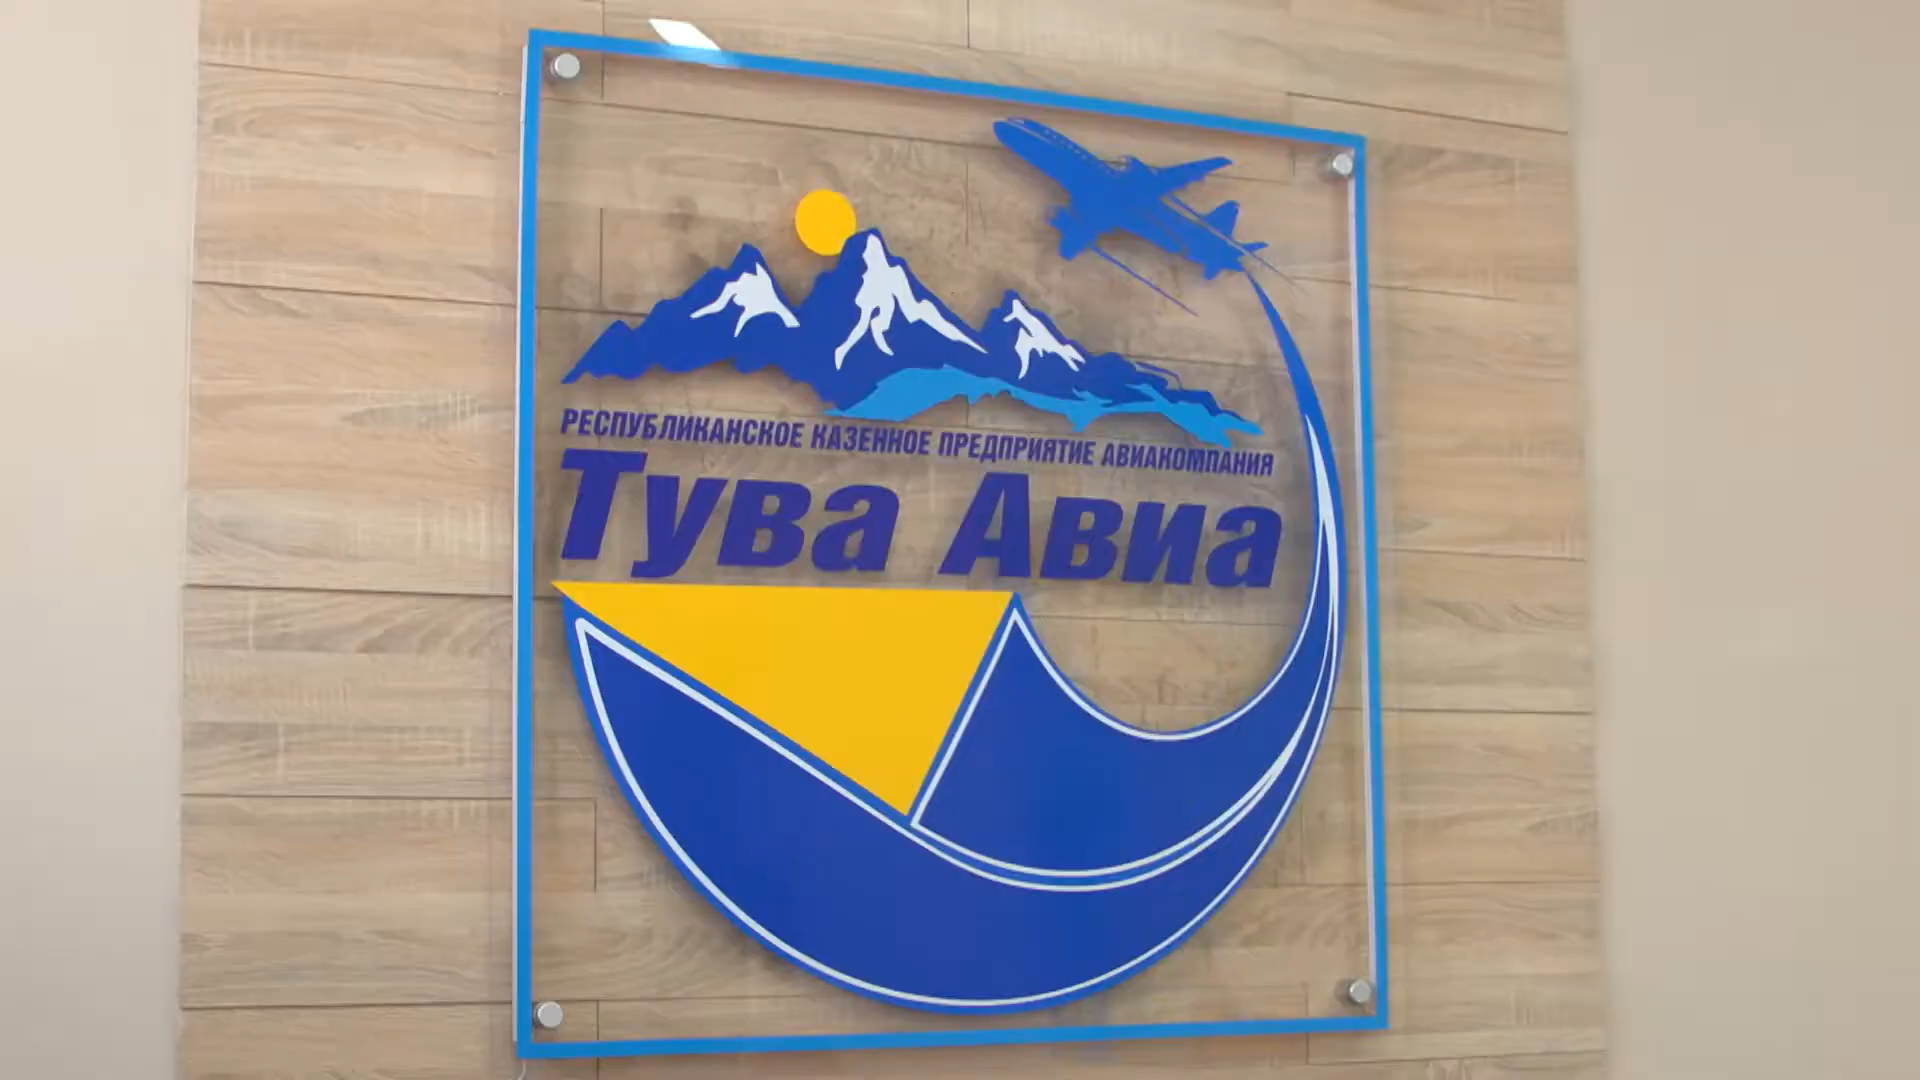 РЕСПУБЛИКАНСКОЕ КАЗЕННОЕ ПРЕДПРИЯТИЕ АВИАКОМПАНИЯ
Тува Авиа